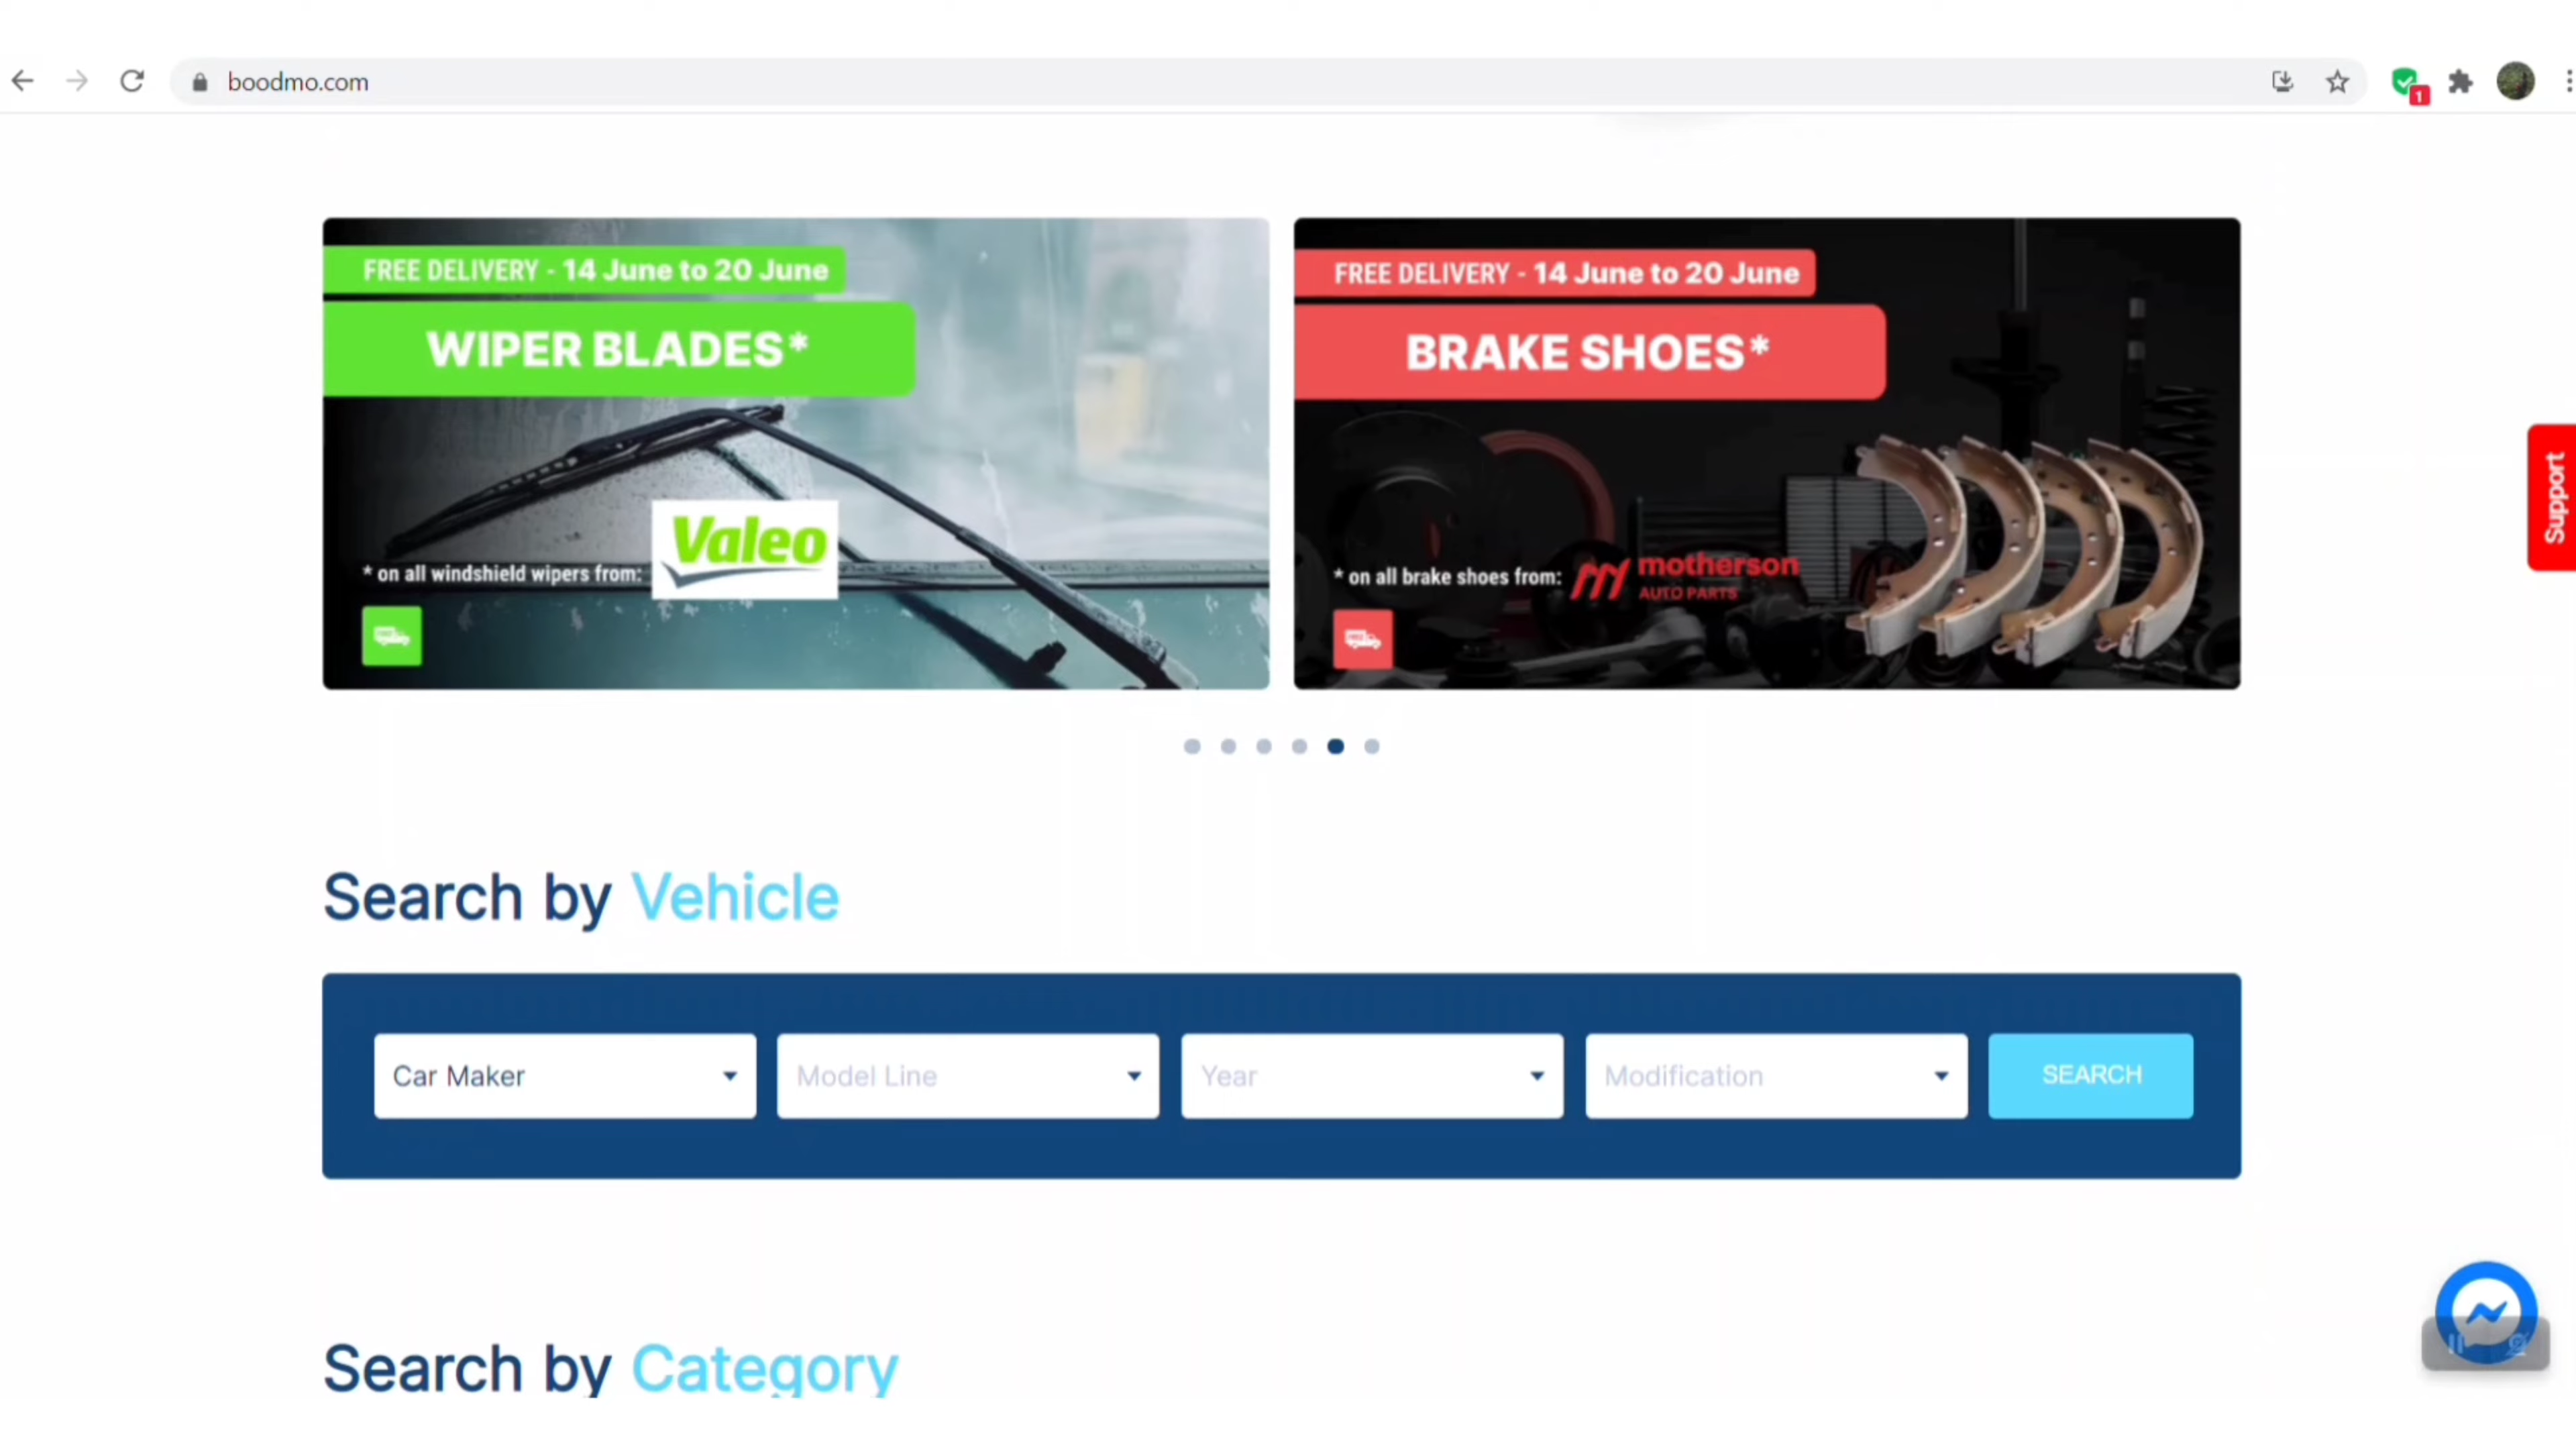 boodmo.com
1
FREE DELIVERY - 14 June to 20 June
WIPER BLADES*
* on all windshield wipers from:
Valeo
FREE DELIVERY - 14 June to 20 June
BRAKE SHOES*
* on all brake shoes from:
motherson
AUTO PARTS
Support
Search by Vehicle
Car Maker
Model Line
Year
Modification
SEARCH
Search by Category